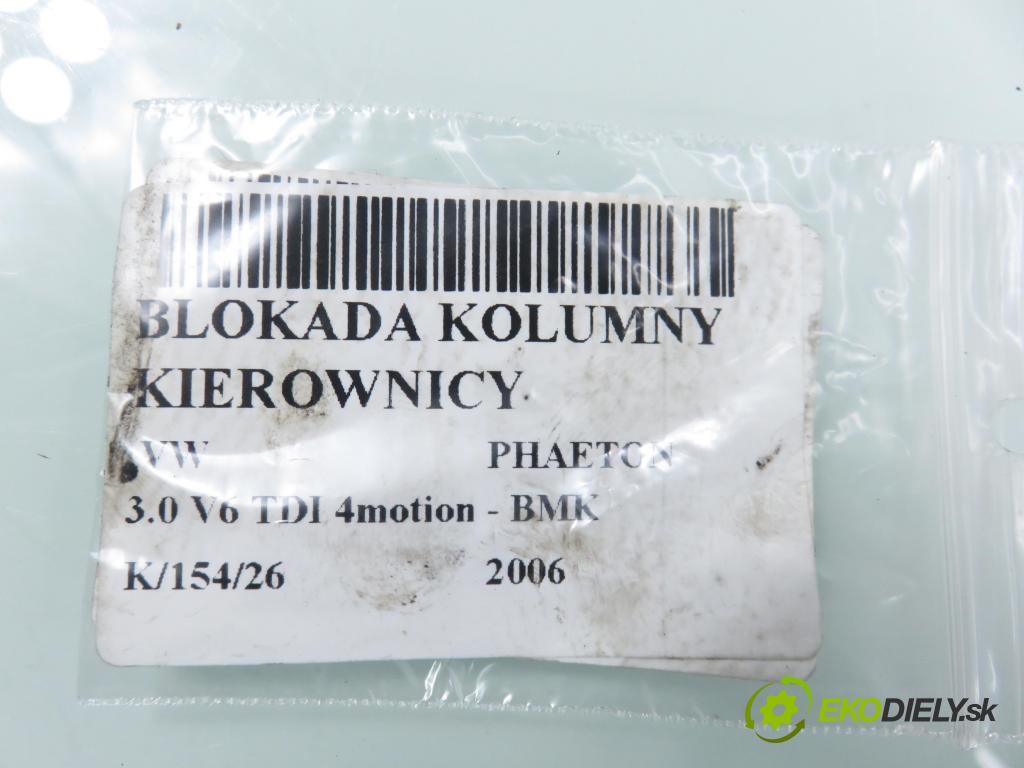 BLOKADA KOLUMNY
KIEROWNICY
VW PHAETON
3.0 V6 TDI 4motion - BMK
K/154/26 2006
EKODIELY.sk